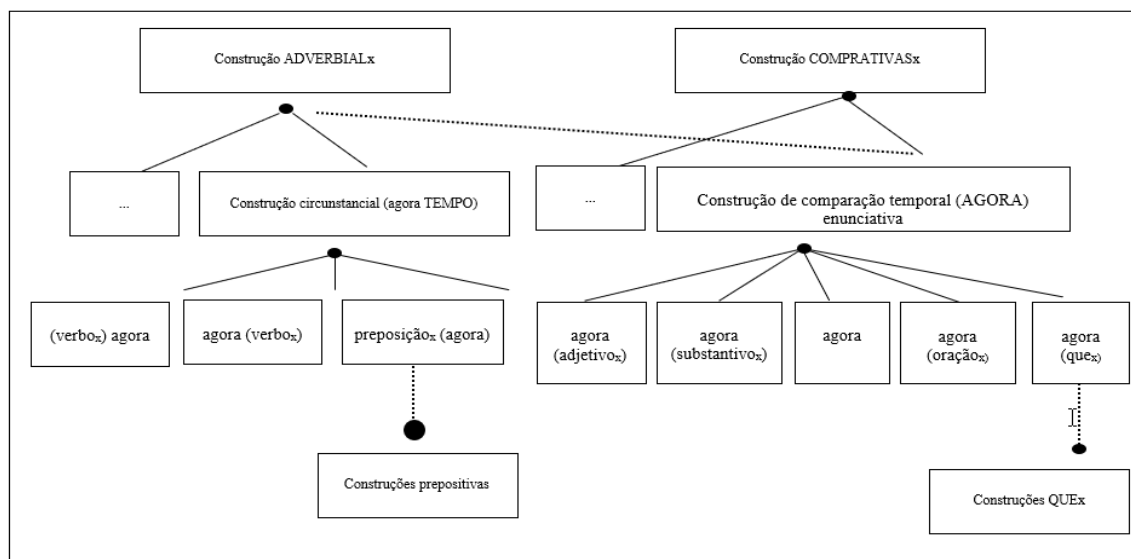 Construção ADVERBIALx
Construção COMPRATIVASx
...
Construção circunstancial (agora TEMPO)
...
Construção de comparação temporal (AGORA)
enunciativa
(verboₓ) agora
agora (verboₓ)
preposiçãoₓ (agora)
agora
(adjetivoₓ)
agora
(substantivoₓ)
agora
agora
(oraçãoₓ)
agora
(queₓ)
Construções prepositivas
Construções QUEx